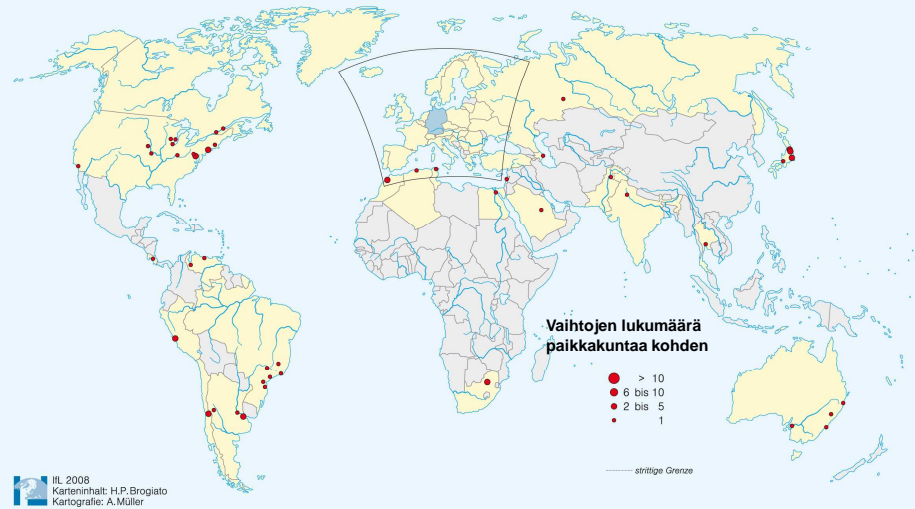 Vaihtojen lukumäärä
paikkakuntaa kohden
> 10
6 bis 10
2 bis 5
1
strittige Grenze
IfL 2008
Karteninhalt: H.P.Brogiato
Kartografie: A.Müller